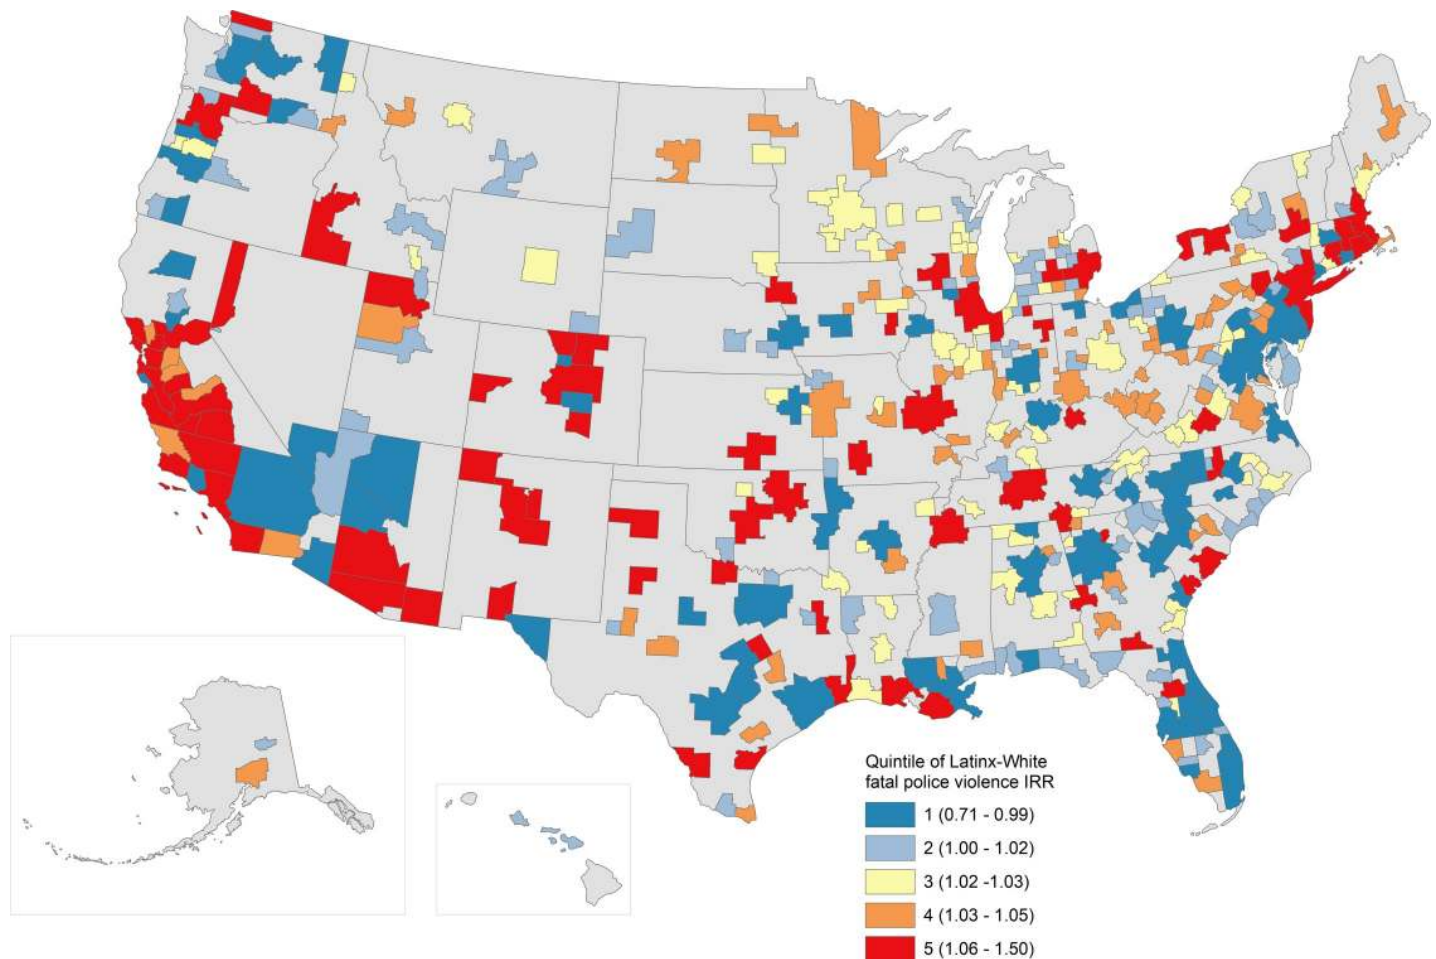 Quintile of Latinx-White
fatal police violence IRR
1 (0.71 - 0.99)
2 (1.00 - 1.02)
3 (1.02 -1.03)
4 (1.03 - 1.05)
5 (1.06 - 1.50)